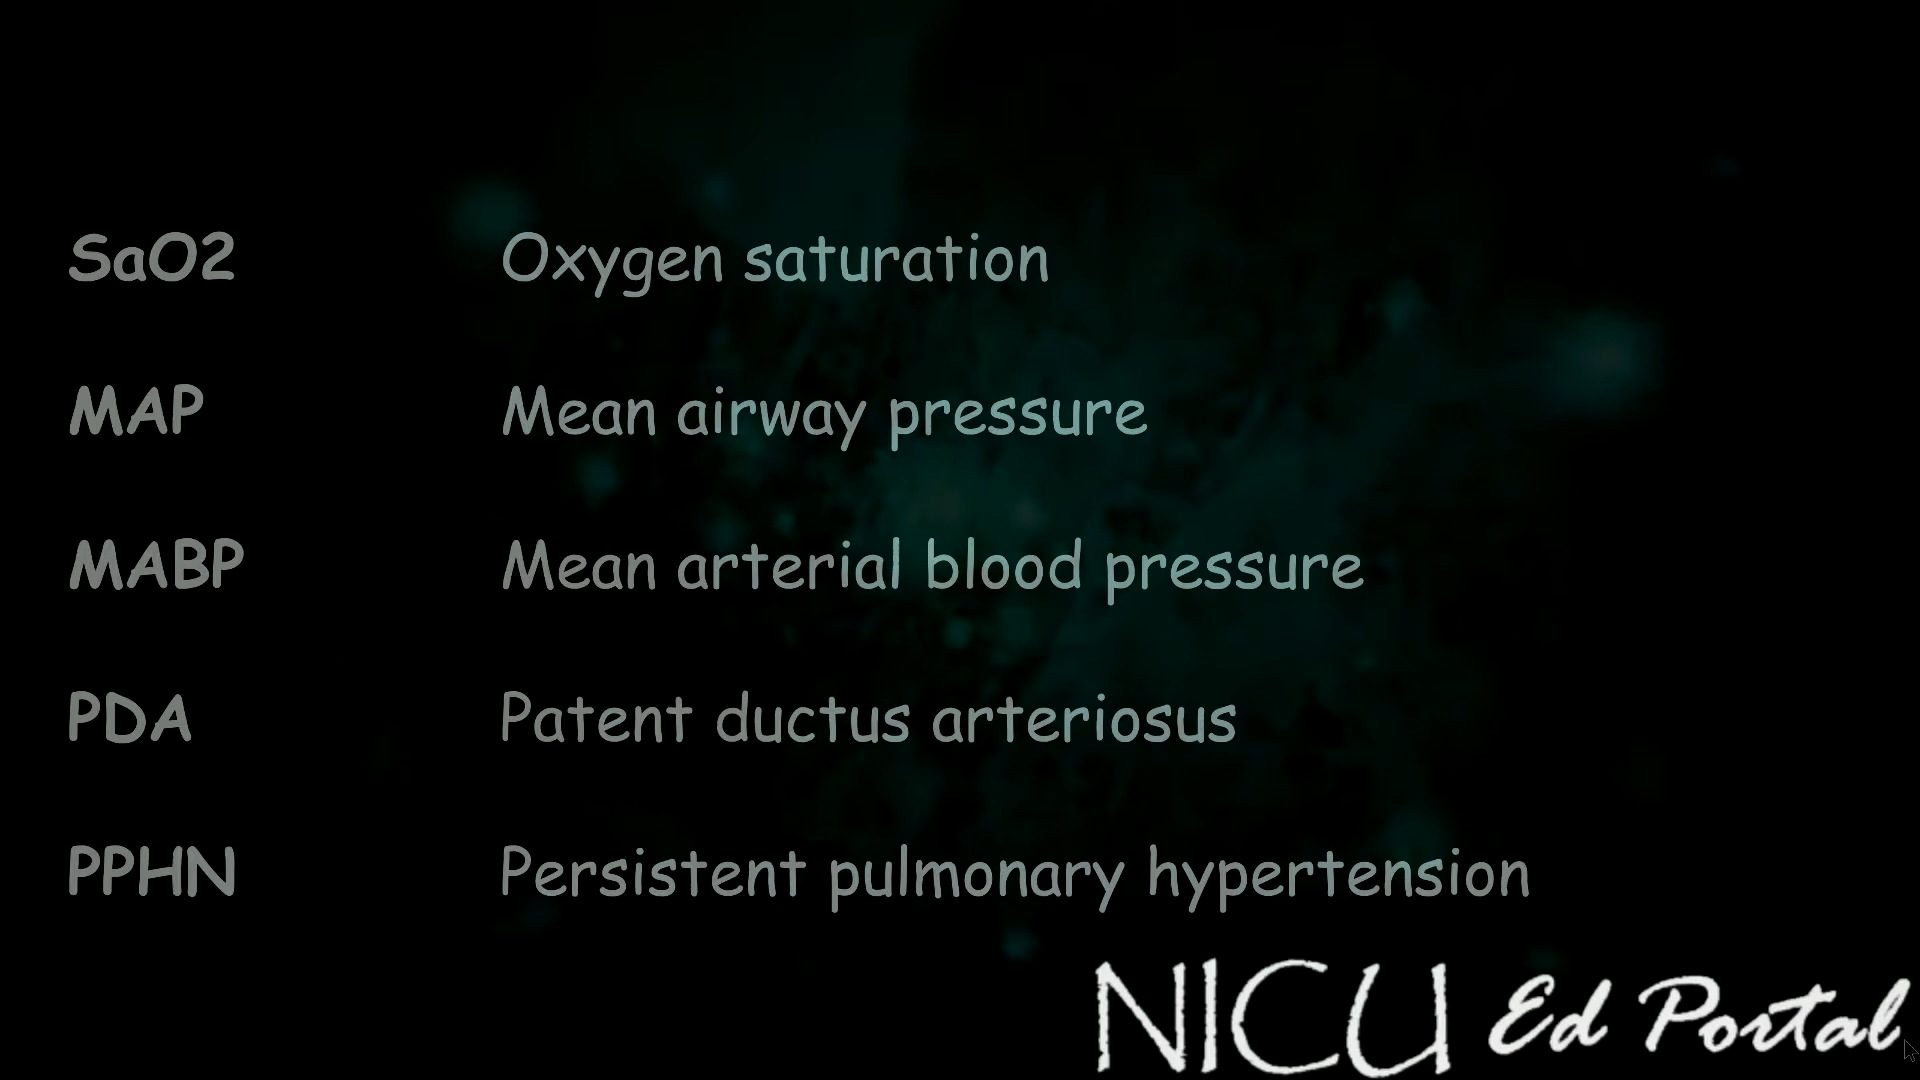 SaO2 Oxygen saturation
MAP Mean airway pressure
MABP Mean arterial blood pressure
PDA Patent ductus arteriosus
PPHN Persistent pulmonary hypertension
NICU Ed Portal